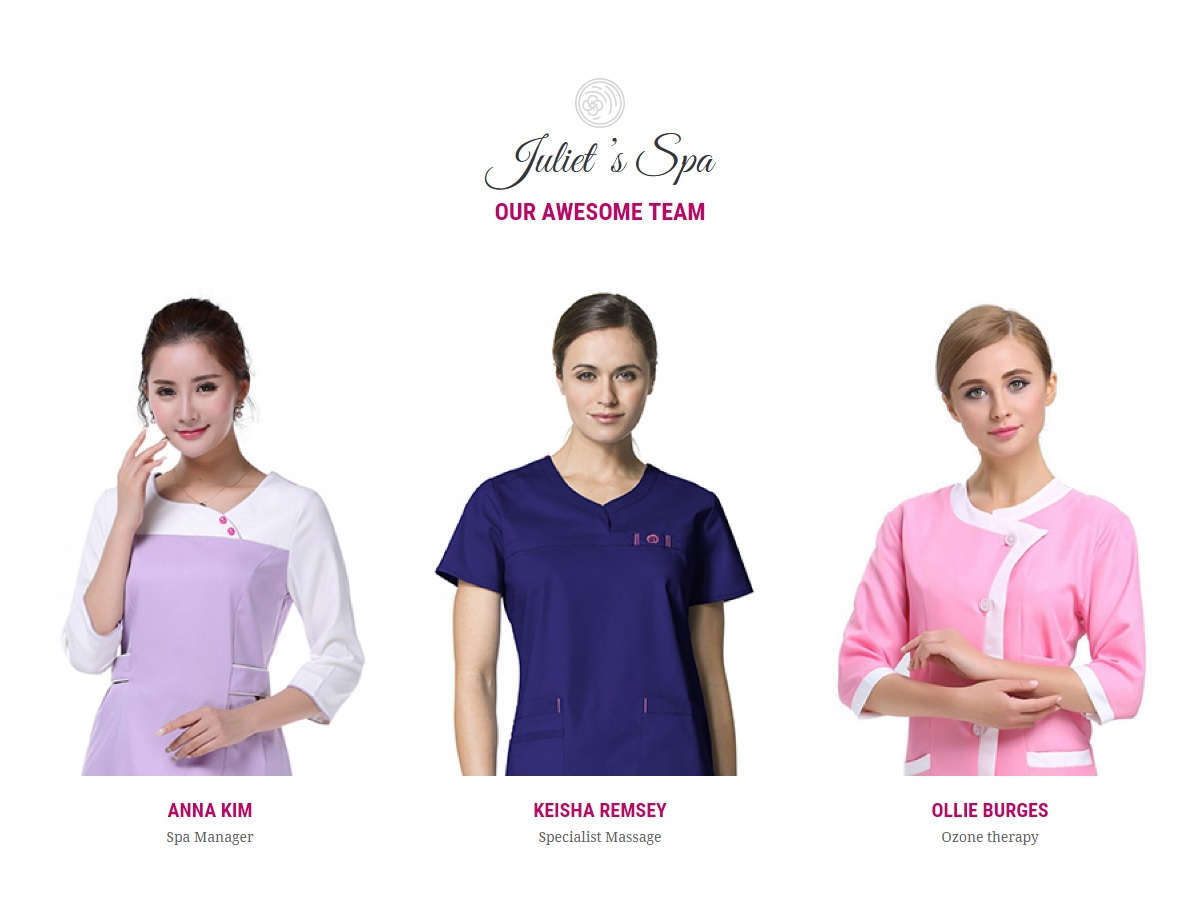 Juliet 's Spa
OUR AWESOME TEAM
ANNA KIM
Spa Manager
KEISHA REMSEY
Specialist Massage
OLLIE BURGES
Ozone therapy